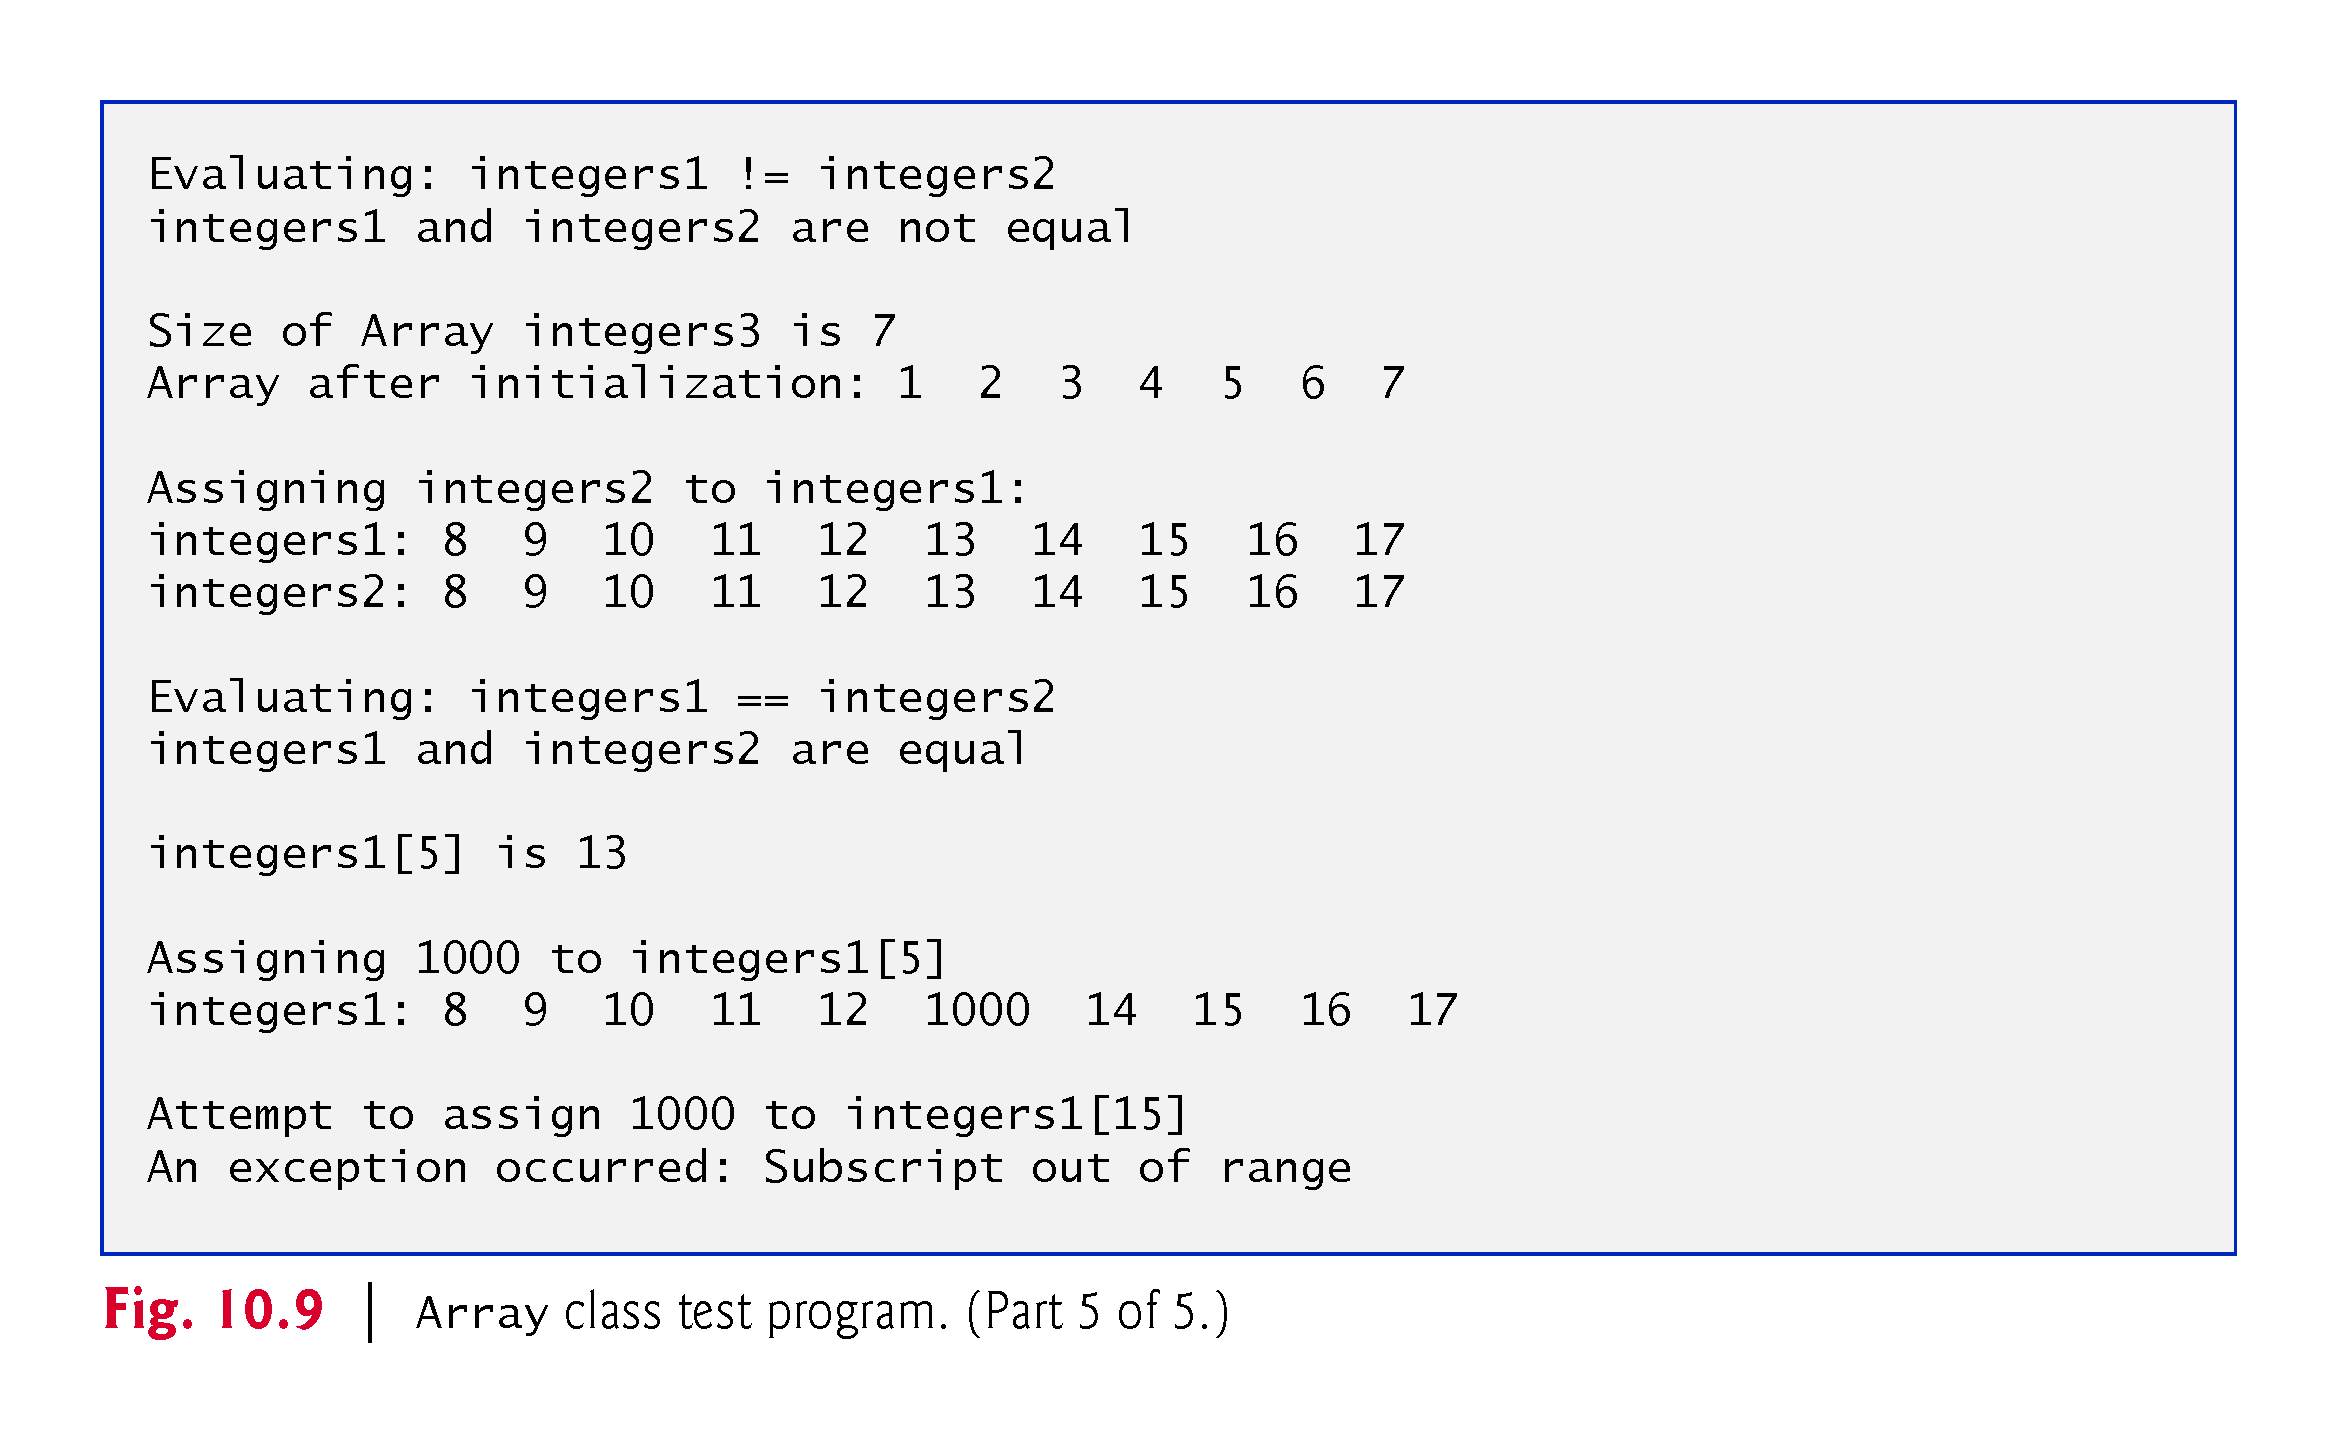 Evaluating: integers1 != integers2
integers1 and integers2 are not equal
Size of Array integers3 is 7
Array after initialization: 1  2  3  4  5  6  7
Assigning integers2 to integers1:
integers1: 8  9  10  11  12  13  14  15  16  17
integers2: 8  9  10  11  12  13  14  15  16  17
Evaluating: integers1 == integers2
integers1 and integers2 are equal
integers1[5] is 13
Assigning 1000 to integers1[5]
integers1: 8  9  10  11  12  1000  14  15  16  17
Attempt to assign 1000 to integers1[15]
An exception occurred: Subscript out of range
Fig. 10.9 | Array class test program. (Part 5 of 5.)